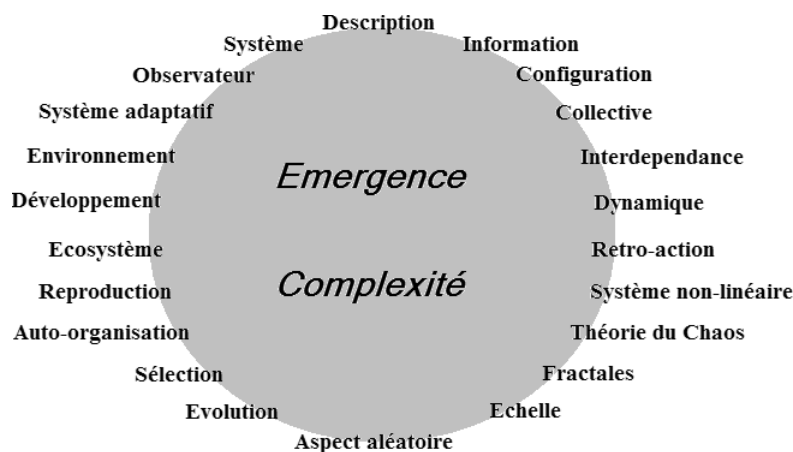 Description
Système
Information
Observateur
Configuration
Système adaptatif
Collective
Environnement
Emergence
Interdependance
Développement
Dynamique
Ecosystème
Retro-action
Complexité
Reproduction
Système non-linéaire
Auto-organisation
Théorie du Chaos
Sélection
Fractales
Evolution
Echelle
Aspect aléatoire